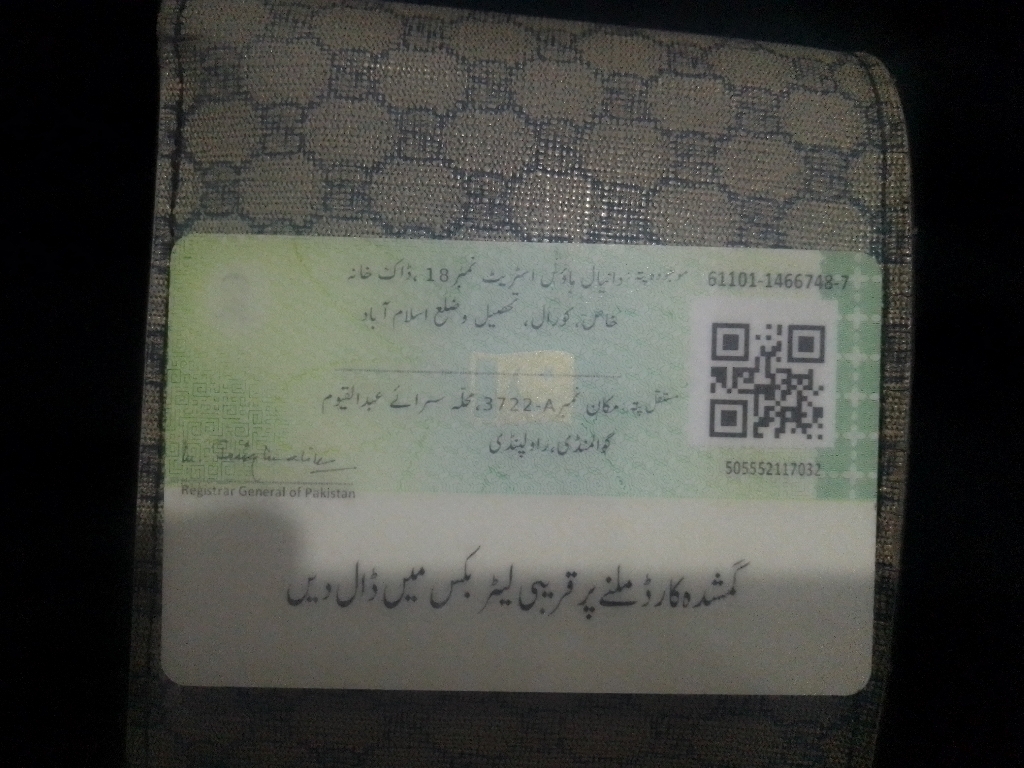 موجودہ پتہ: دانیال ہاؤس اسٹریٹ نمبر 18، ڈاک خانہ
61101-1466748-7
خاص، کورال، تحصیل و ضلع اسلام آباد
مستقل پتہ: مکان نمبر 3722-A، محلہ سرائے عبدالقیوم
گوالمنڈی، راولپنڈی
505552117032
Registrar General of Pakistan
گمشدہ کارڈ ملنے پر قریبی لیٹر بکس میں ڈال دیں